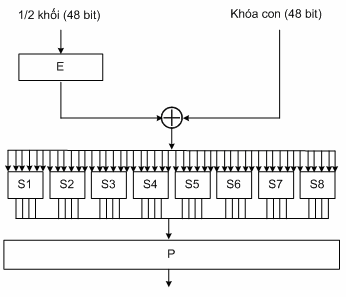 1/2 khối (48 bit) Khóa con (48 bit)
E
S1 S2 S3 S4 S5 S6 S7 S8
P